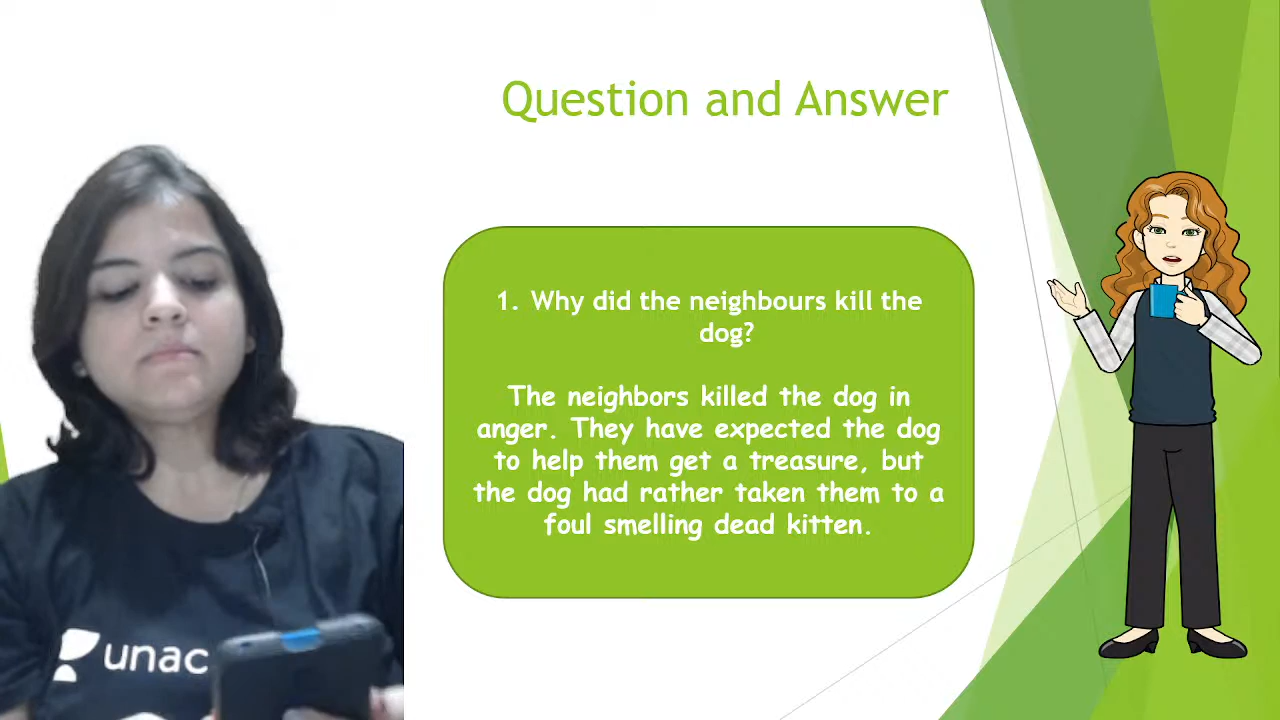 Question and Answer
1. Why did the neighbours kill the
dog?
The neighbors killed the dog in
anger. They have expected the dog
to help them get a treasure, but
the dog had rather taken them to a
foul smelling dead kitten.
unac